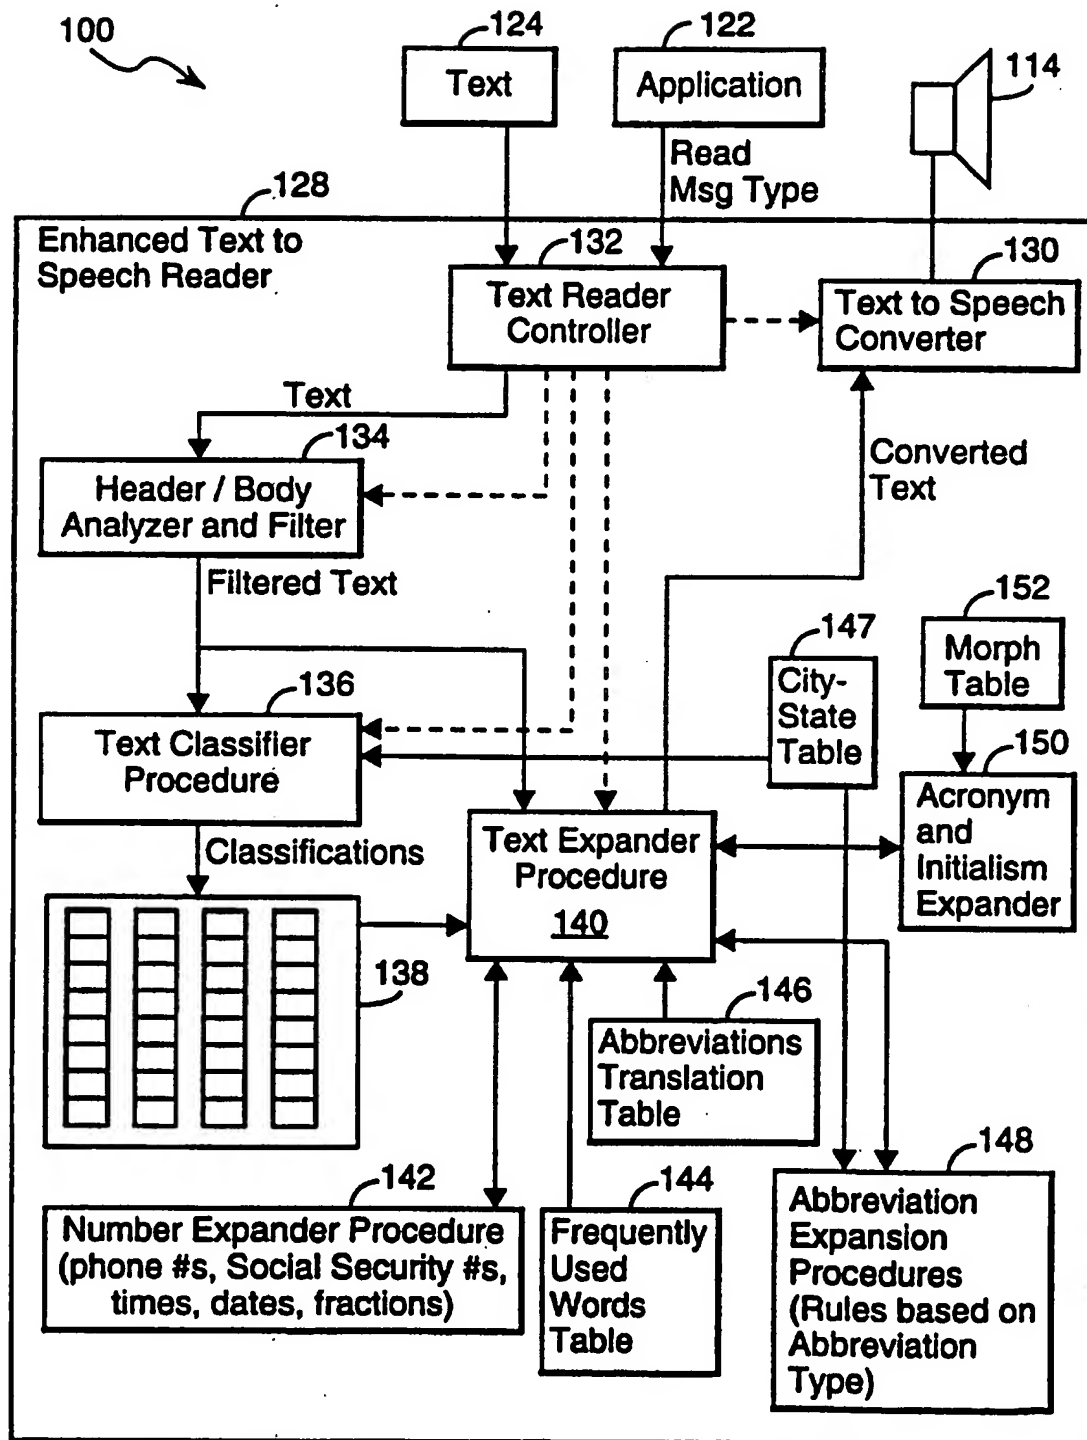 100
124
Text
122
Application
114
Read
Msg Type
128
Enhanced Text to
Speech Reader
132
Text Reader
Controller
130
Text to Speech
Converter
Text
134
Header / Body
Analyzer and Filter
Converted
Text
Filtered Text
136
Text Classifier
Procedure
147
City-
State
Table
152
Morph
Table
150
Acronym
and
Initialism
Expander
Classifications
Text Expander
Procedure
140
138
146
Abbreviations
Translation
Table
142
Number Expander Procedure
(phone #s, Social Security #s,
times, dates, fractions)
144
Frequently
Used
Words
Table
148
Abbreviation
Expansion
Procedures
(Rules based on
Abbreviation
Type)